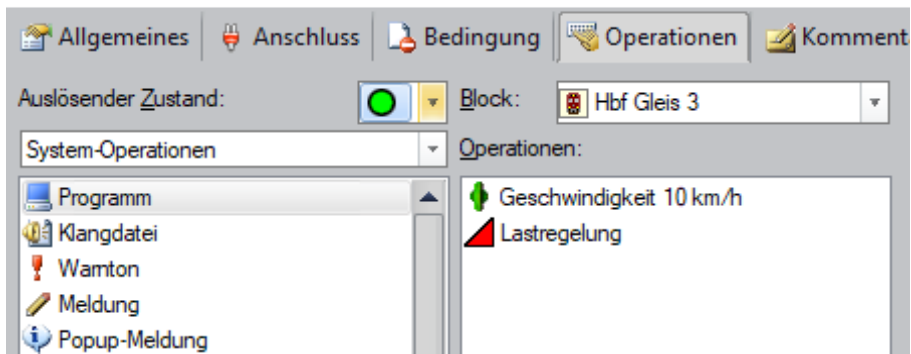 Allgemeines Anschluss Bedingung Operationen Komment
Auslösender Zustand: Block: Hbf Gleis 3
System-Operationen Operationen:
Programm Geschwindigkeit 10 km/h
Klangdatei Lastregelung
Warnton
Meldung
Popup-Meldung